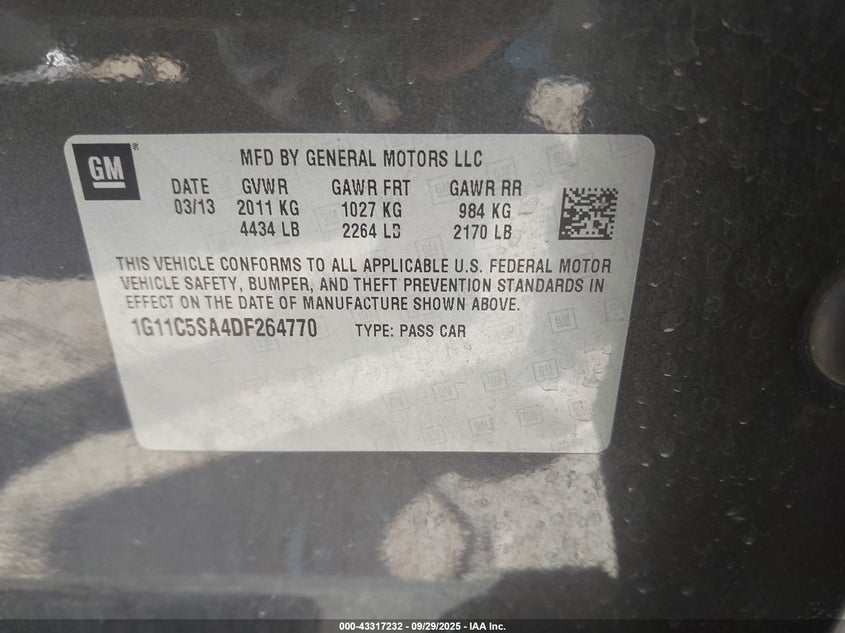 GM
MFD BY GENERAL MOTORS LLC
DATE GVWR GAWR FRT GAWR RR
03/13 2011 KG 1027 KG 984 KG
4434 LB 2264 LB 2170 LB
THIS VEHICLE CONFORMS TO ALL APPLICABLE U.S. FEDERAL MOTOR
VEHICLE SAFETY, BUMPER, AND THEFT PREVENTION STANDARDS IN
EFFECT ON THE DATE OF MANUFACTURE SHOWN ABOVE.
1G11C5SA4DF264770 TYPE: PASS CAR
000-43317232 - 09/29/2025 - IAA Inc.